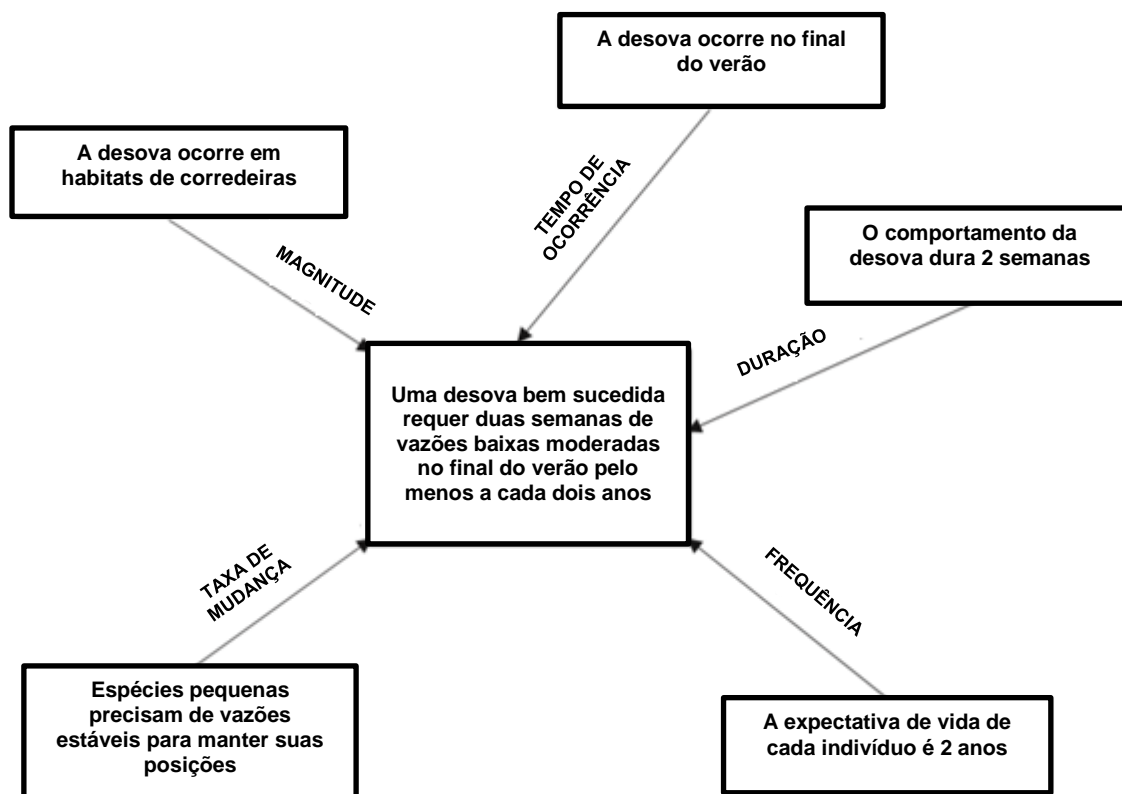 A desova ocorre no final
do verão
A desova ocorre em
habitats de corredeiras
TEMPO DE
OCORRÊNCIA
O comportamento da
desova dura 2 semanas
MAGNITUDE
DURAÇÃO
Uma desova bem sucedida
requer duas semanas de
vazões baixas moderadas
no final do verão pelo
menos a cada dois anos
TAXA DE
MUDANÇA
FREQUÊNCIA
Espécies pequenas
precisam de vazões
estáveis para manter suas
posições
A expectativa de vida de
cada indivíduo é 2 anos